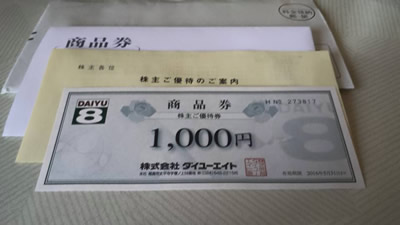 商品券
株主各位
株主ご優待のご案内
DAIYU
8
商品券
H NO. 273817
株主ご優待券
1,000円
株式会社 ダイユーエイト